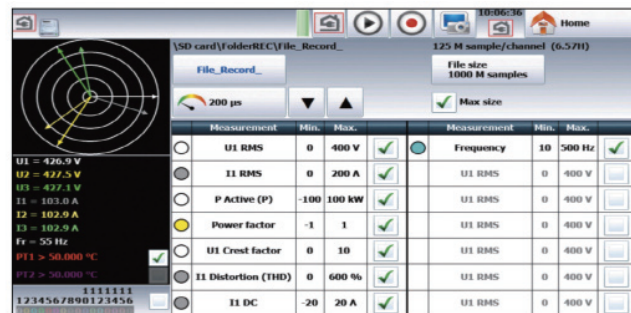 10:06:36
Home
\SD card\FolderREC\File_Record_
125 M sample/channel (6.57H)
File_Record_
File size
1000 M samples
200 µs
Max size
Measurement Min. Max.
Measurement Min. Max.
U1 RMS 0 400 V
Frequency 10 500 Hz
I1 RMS 0 200 A
U1 RMS 0 400 V
P Active (P) -100 100 kW
U1 RMS 0 400 V
Power factor -1 1
U1 RMS 0 400 V
U1 Crest factor 0 10
U1 RMS 0 400 V
I1 Distortion (THD) 0 600 %
U1 RMS 0 400 V
I1 DC -20 20 A
U1 RMS 0 400 V
U1 = 426.9 V
U2 = 427.5 V
U3 = 427.1 V
I1 = 103.0 A
I2 = 102.9 A
I3 = 102.9 A
Fr = 55 Hz
PT1 > 50.000 °C
PT2 > 50.000 °C
1111111
1234567890123456